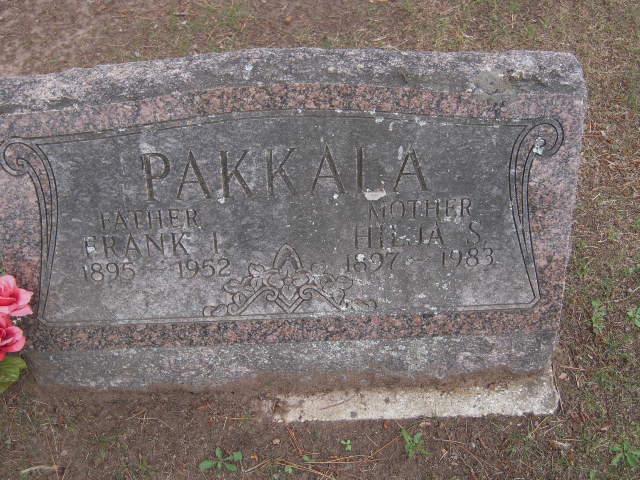 PAKKALA
FATHER MOTHER
FRANK I. HILJA S.
1895 - 1952 1897 - 1983